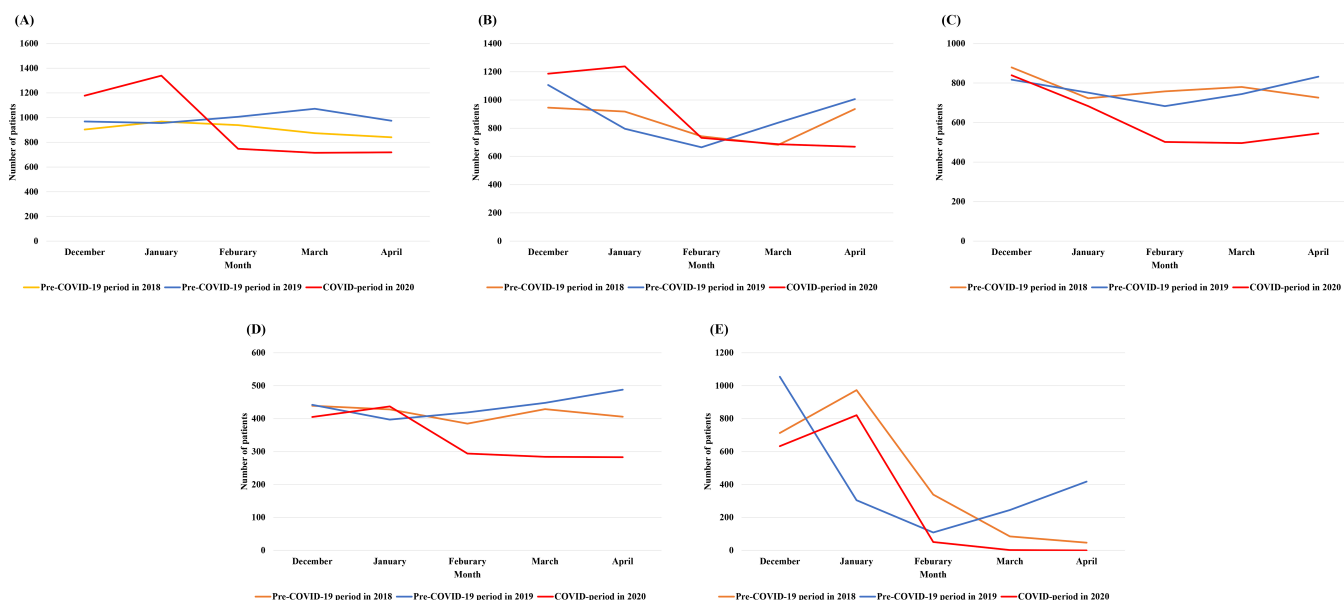 (A)
1600
1400
1200
1000
800
600
400
200
0
Number of patients
December January Feburary March April
Month
Pre-COVID-19 period in 2018 Pre-COVID-19 period in 2019 COVID-period in 2020
(B)
1400
1200
1000
800
600
400
200
0
Number of patients
December January Feburary March April
Month
Pre-COVID-19 period in 2018 Pre-COVID-19 period in 2019 COVID-period in 2020
(C)
1000
800
600
400
200
0
Number of patients
December January Feburary March April
Month
Pre-COVID-19 period in 2018 Pre-COVID-19 period in 2019 COVID-period in 2020
(D)
600
500
400
300
200
100
0
Number of patients
December January Feburary March April
Month
Pre-COVID-19 period in 2018 Pre-COVID-19 period in 2019 COVID-period in 2020
(E)
1200
1000
800
600
400
200
0
Number of patients
December January Feburary March April
Month
Pre-COVID-19 period in 2018 Pre-COVID-19 period in 2019 COVID-period in 2020